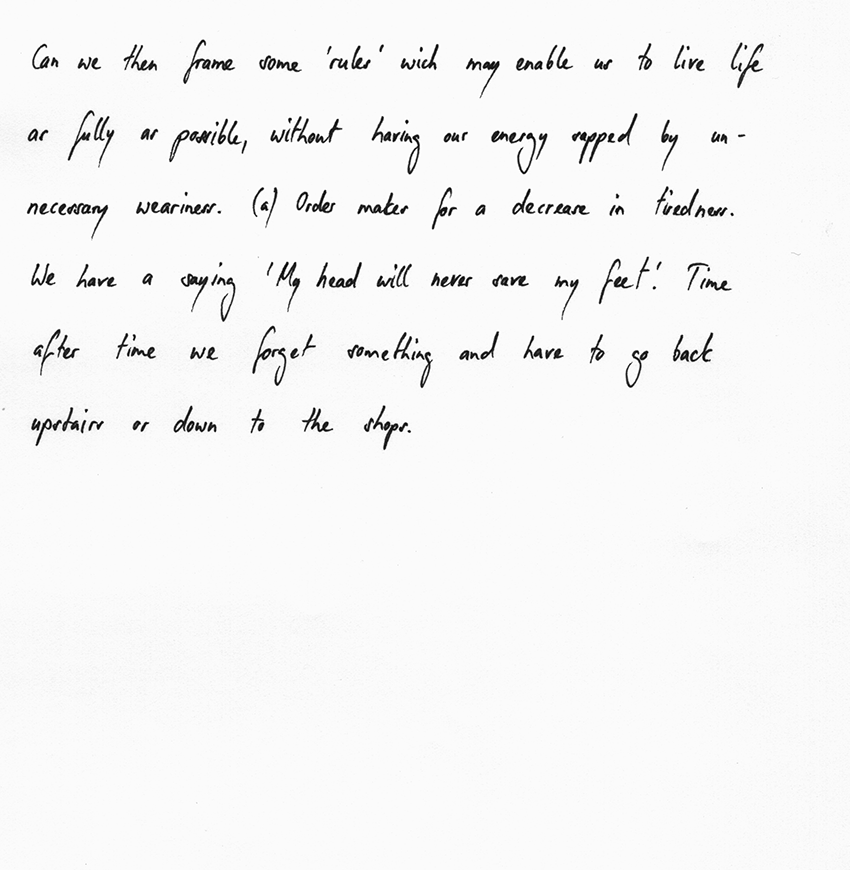 Can we then frame some 'rules' wich may enable us to live life
as fully as possible, without having our energy sapped by un-
necessary weariness. (a) Order makes for a decrease in tiredness.
We have a saying 'My head will never save my feet'. Time
after time we forget something and have to go back
upstairs or down to the shops.